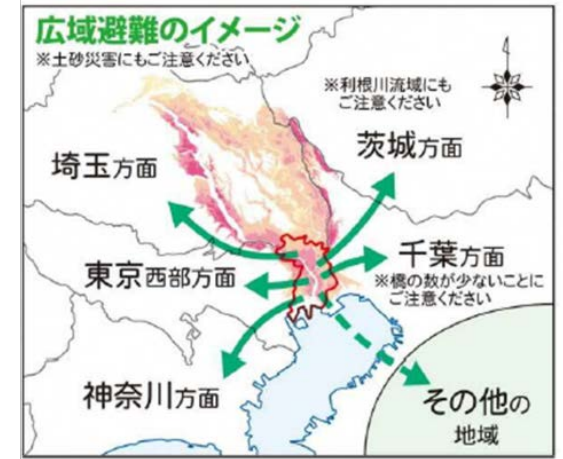 広域避難のイメージ
※土砂災害にもご注意ください
※利根川流域にも
ご注意ください
茨城方面
埼玉方面
千葉方面
※橋の数が少ないことに
ご注意ください
東京西部方面
神奈川方面
その他の
地域